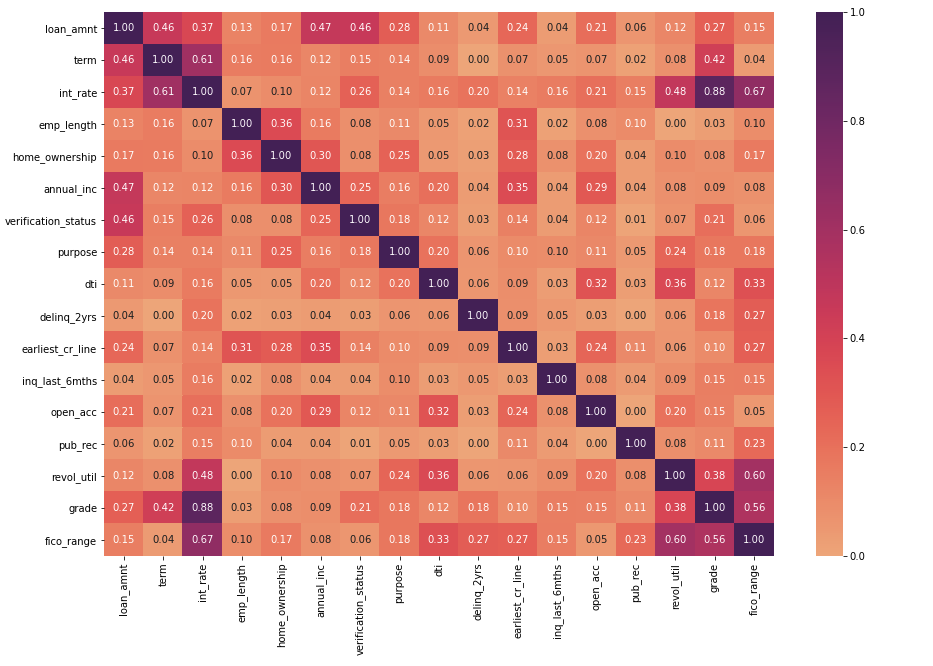 loan_amnt 1.00 0.46 0.37 0.13 0.17 0.47 0.46 0.28 0.11 0.04 0.24 0.04 0.21 0.06 0.12 0.27 0.15
term 0.46 1.00 0.61 0.16 0.16 0.12 0.15 0.14 0.09 0.00 0.07 0.05 0.07 0.02 0.08 0.42 0.04
int_rate 0.37 0.61 1.00 0.07 0.10 0.12 0.26 0.14 0.16 0.20 0.14 0.16 0.21 0.15 0.48 0.88 0.67
emp_length 0.13 0.16 0.07 1.00 0.36 0.16 0.08 0.11 0.05 0.02 0.31 0.02 0.08 0.10 0.00 0.03 0.10
home_ownership 0.17 0.16 0.10 0.36 1.00 0.30 0.08 0.25 0.05 0.03 0.28 0.08 0.20 0.04 0.10 0.08 0.17
annual_inc 0.47 0.12 0.12 0.16 0.30 1.00 0.25 0.16 0.20 0.04 0.35 0.04 0.29 0.04 0.08 0.09 0.08
verification_status 0.46 0.15 0.26 0.08 0.08 0.25 1.00 0.18 0.12 0.03 0.14 0.04 0.12 0.01 0.07 0.21 0.06
purpose 0.28 0.14 0.14 0.11 0.25 0.16 0.18 1.00 0.20 0.06 0.10 0.10 0.11 0.05 0.24 0.18 0.18
dti 0.11 0.09 0.16 0.05 0.05 0.20 0.12 0.20 1.00 0.06 0.09 0.03 0.32 0.03 0.36 0.12 0.33
delinq_2yrs 0.04 0.00 0.20 0.02 0.03 0.04 0.03 0.06 0.06 1.00 0.09 0.05 0.03 0.00 0.06 0.18 0.27
earliest_cr_line 0.24 0.07 0.14 0.31 0.28 0.35 0.14 0.10 0.09 0.09 1.00 0.03 0.24 0.11 0.06 0.10 0.27
inq_last_6mths 0.04 0.05 0.16 0.02 0.08 0.04 0.04 0.10 0.03 0.05 0.03 1.00 0.08 0.04 0.09 0.15 0.15
open_acc 0.21 0.07 0.21 0.08 0.20 0.29 0.12 0.11 0.32 0.03 0.24 0.08 1.00 0.00 0.20 0.15 0.05
pub_rec 0.06 0.02 0.15 0.10 0.04 0.04 0.01 0.05 0.03 0.00 0.11 0.04 0.00 1.00 0.08 0.11 0.23
revol_util 0.12 0.08 0.48 0.00 0.10 0.08 0.07 0.24 0.36 0.06 0.06 0.09 0.20 0.08 1.00 0.38 0.60
grade 0.27 0.42 0.88 0.03 0.08 0.09 0.21 0.18 0.12 0.18 0.10 0.15 0.15 0.11 0.38 1.00 0.56
fico_range 0.15 0.04 0.67 0.10 0.17 0.08 0.06 0.18 0.33 0.27 0.27 0.15 0.05 0.23 0.60 0.56 1.00
loan_amnt term int_rate emp_length home_ownership annual_inc verification_status purpose dti delinq_2yrs earliest_cr_line inq_last_6mths open_acc pub_rec revol_util grade fico_range
1.0
0.8
0.6
0.4
0.2
0.0